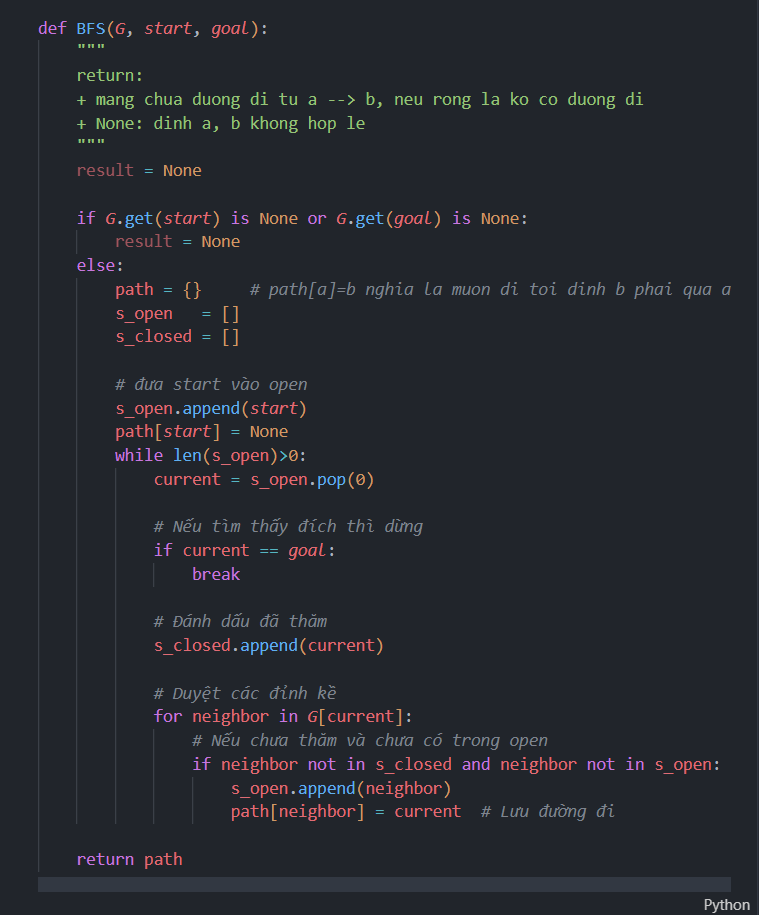 def BFS(G, start, goal):
    """
    return:
    + mang chua duong di tu a --> b, neu rong la ko co duong di
    + None: dinh a, b khong hop le
    """
    result = None

    if G.get(start) is None or G.get(goal) is None:
        result = None
    else:
        path = {}     # path[a]=b nghia la muon di toi dinh b phai qua a
        s_open   = []
        s_closed = []

        # đưa start vào open
        s_open.append(start)
        path[start] = None
        while len(s_open)>0:
            current = s_open.pop(0)

            # Nếu tìm thấy đích thì dừng
            if current == goal:
                break

            # Đánh dấu đã thăm
            s_closed.append(current)

            # Duyệt các đỉnh kề
            for neighbor in G[current]:
                # Nếu chưa thăm và chưa có trong open
                if neighbor not in s_closed and neighbor not in s_open:
                    s_open.append(neighbor)
                    path[neighbor] = current  # Lưu đường đi

    return path
Python